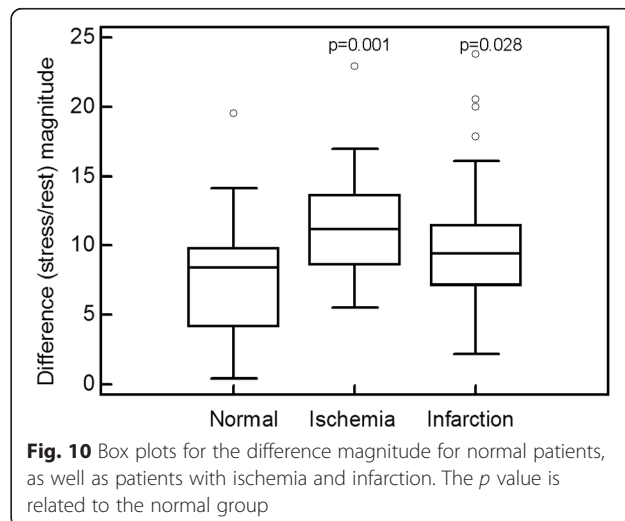 25
20
15
10
5
0
Difference (stress/rest) magnitude
p=0.001
p=0.028
Normal Ischemia Infarction
Fig. 10 Box plots for the difference magnitude for normal patients,
as well as patients with ischemia and infarction. The p value is
related to the normal group